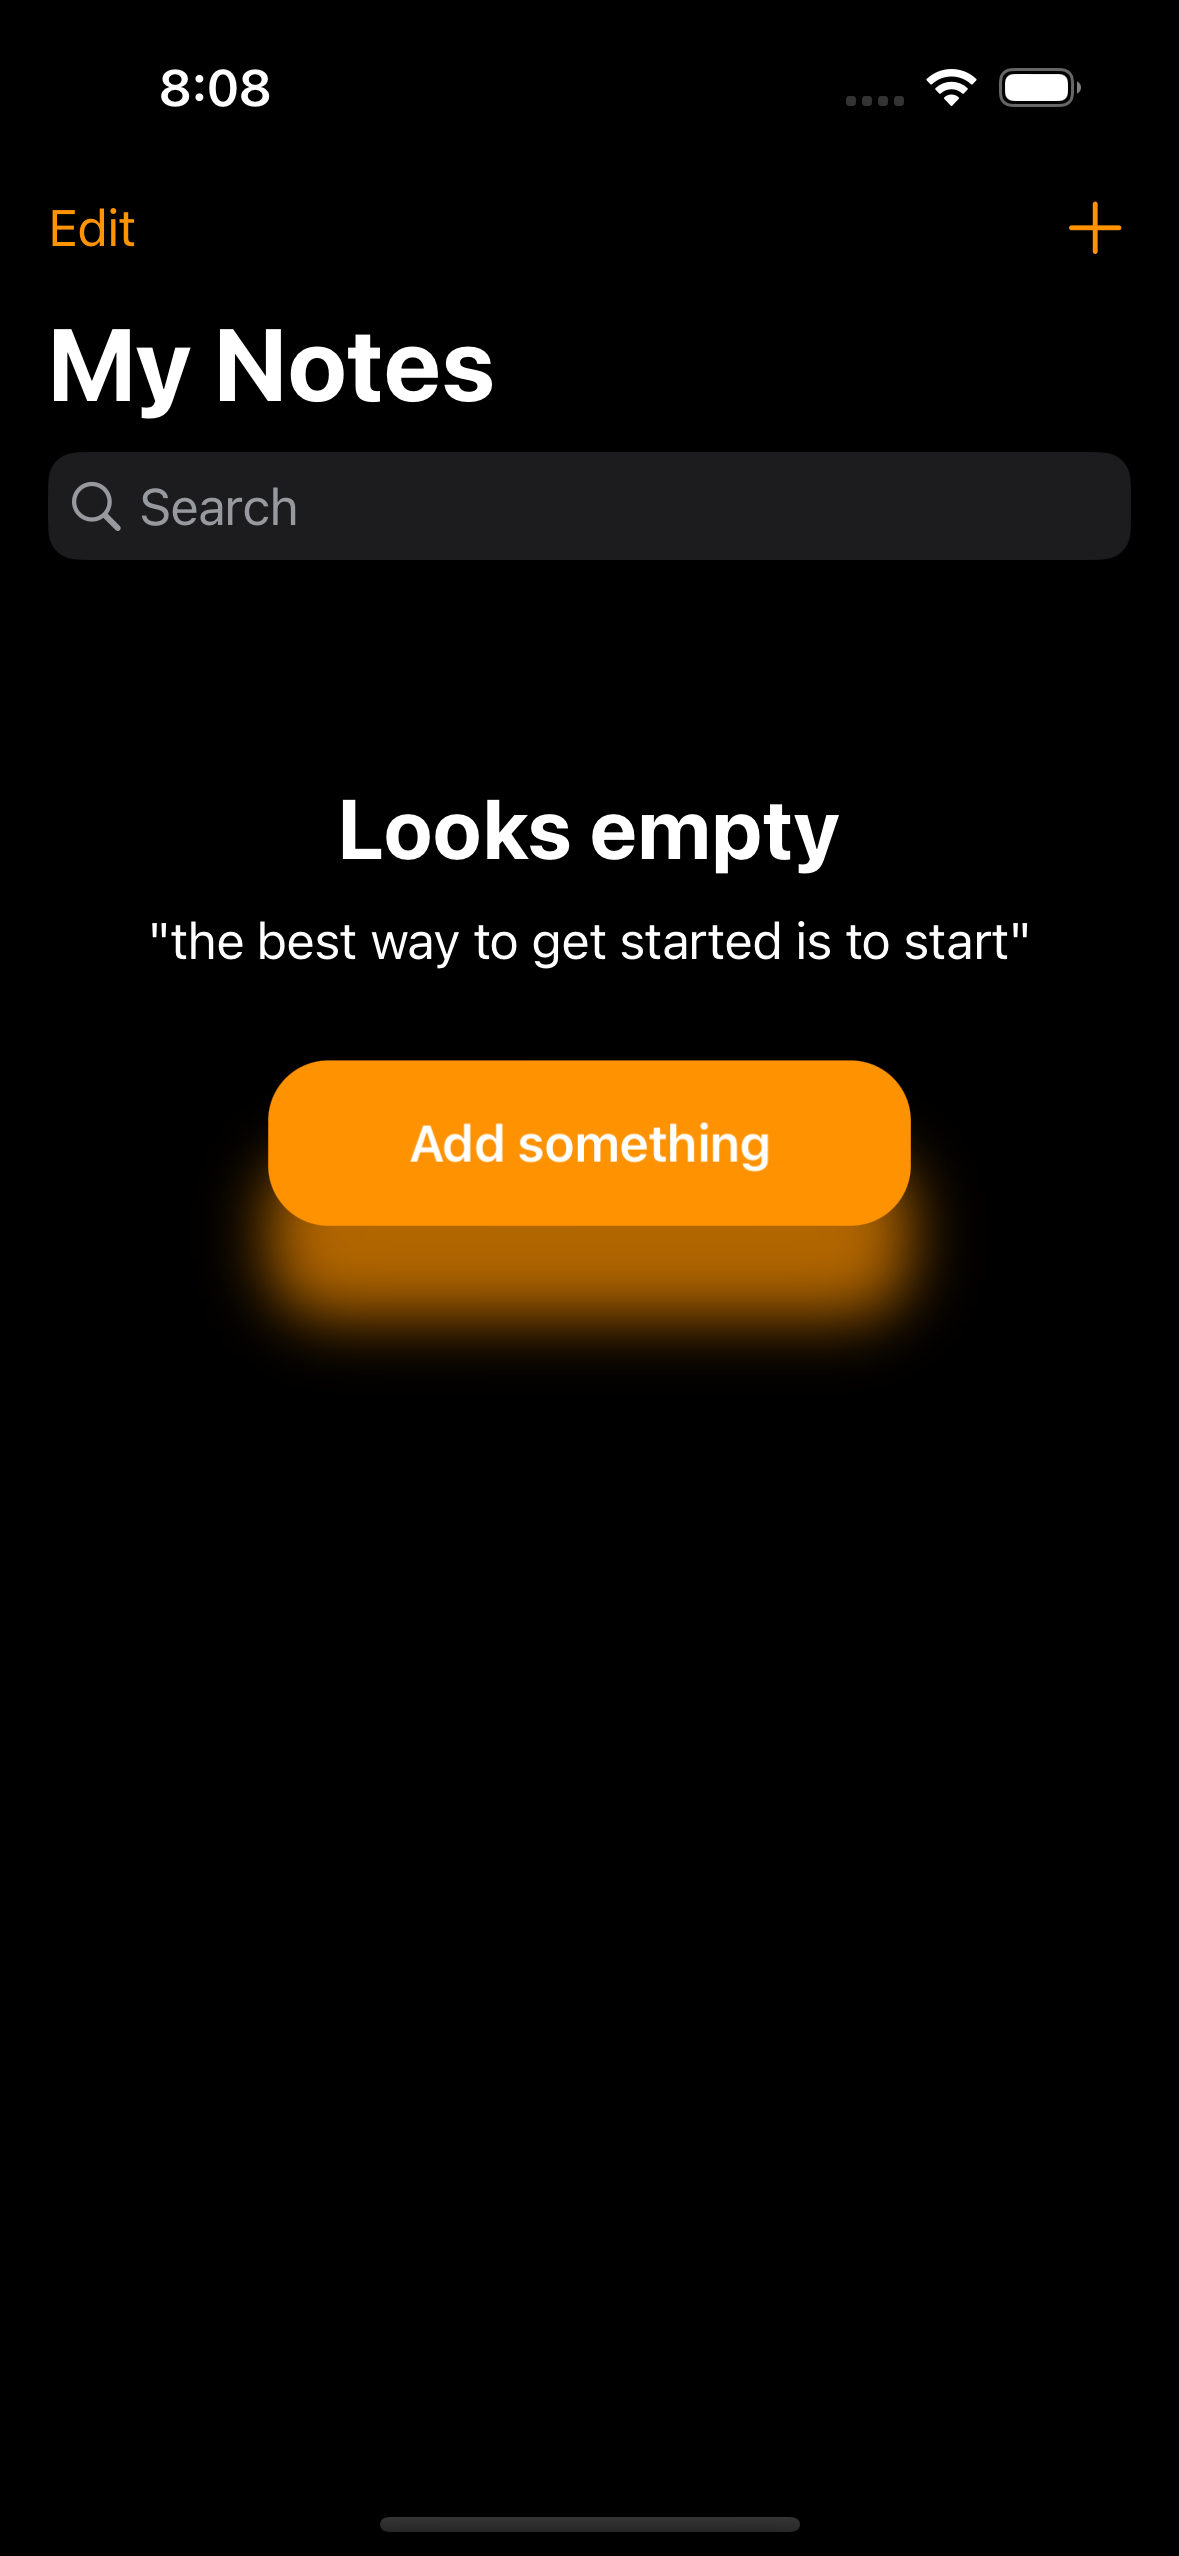 8:08
Edit
My Notes
Search
Looks empty
"the best way to get started is to start"
Add something